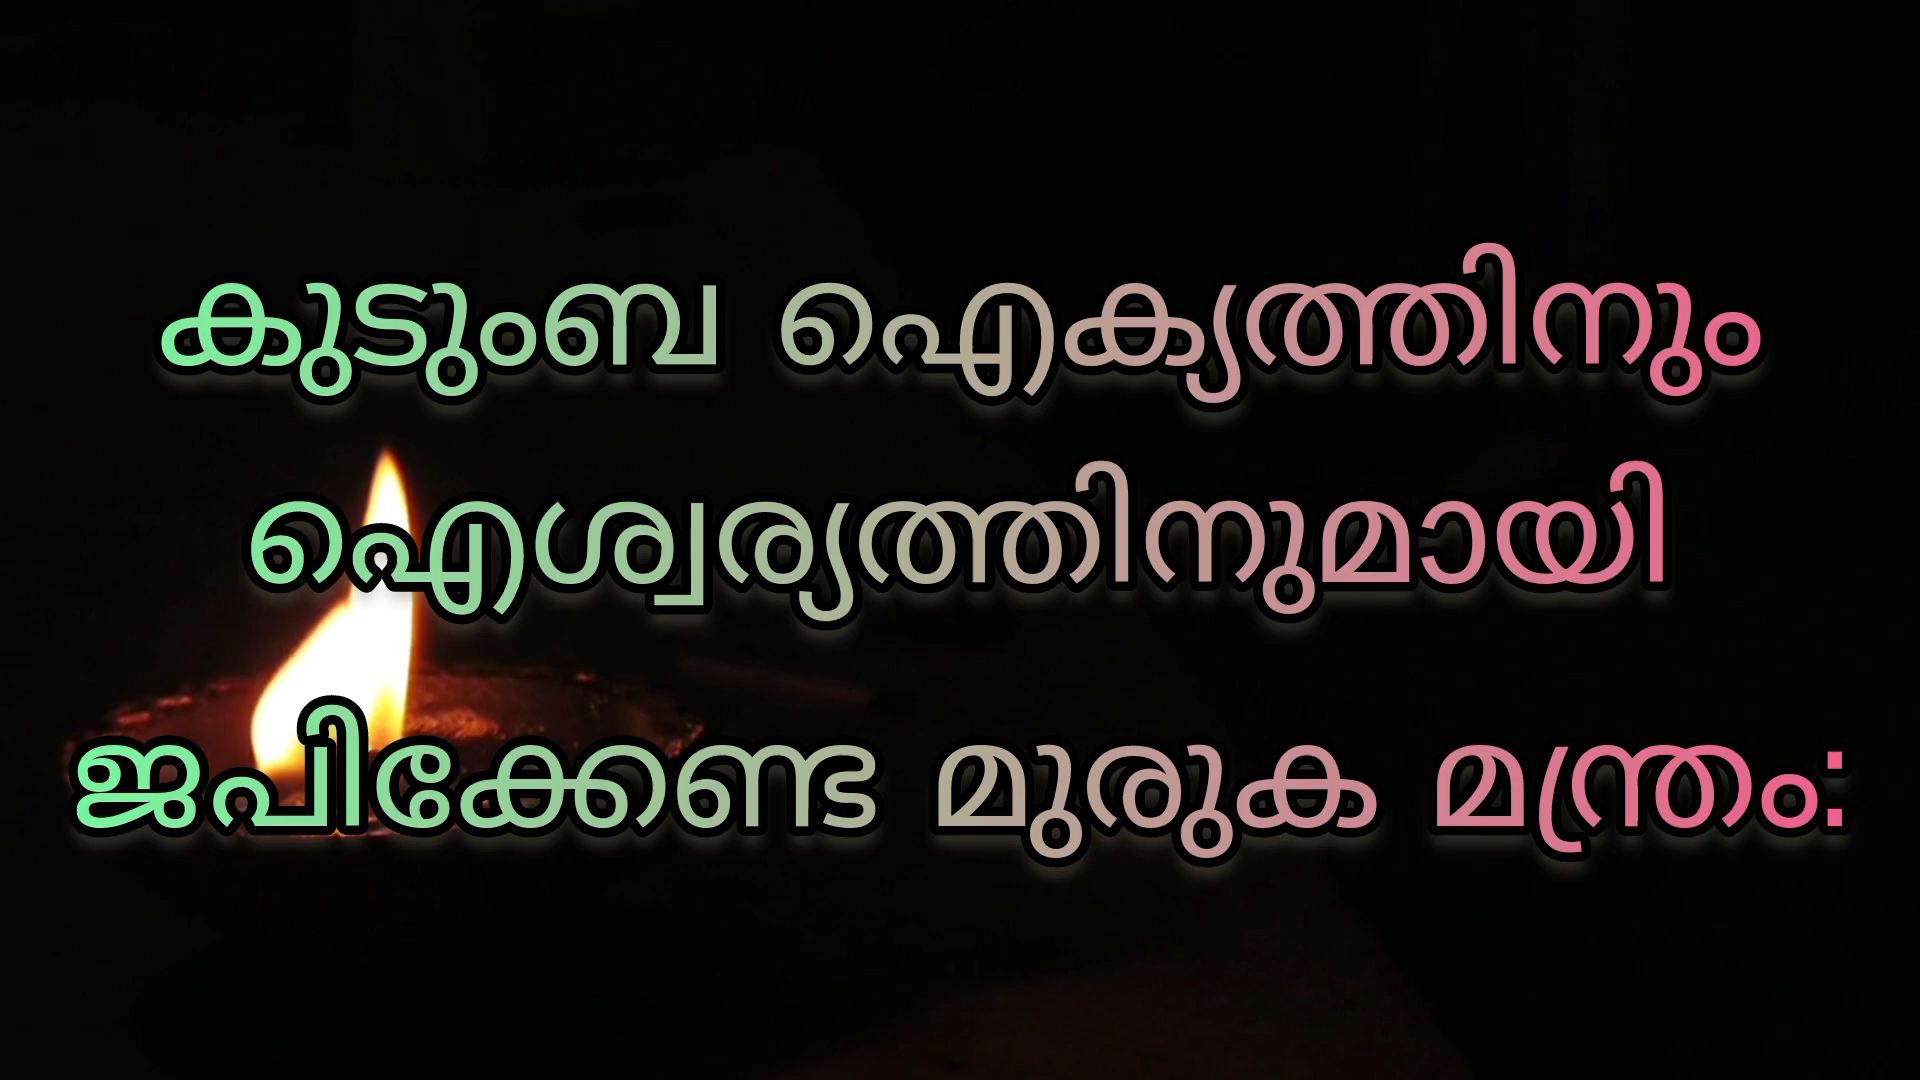 കുടുംബ ഐക്യത്തിനും
ഐശ്വര്യത്തിനുമായി
ജപിക്കേണ്ട മുരുക മന്ത്രം: